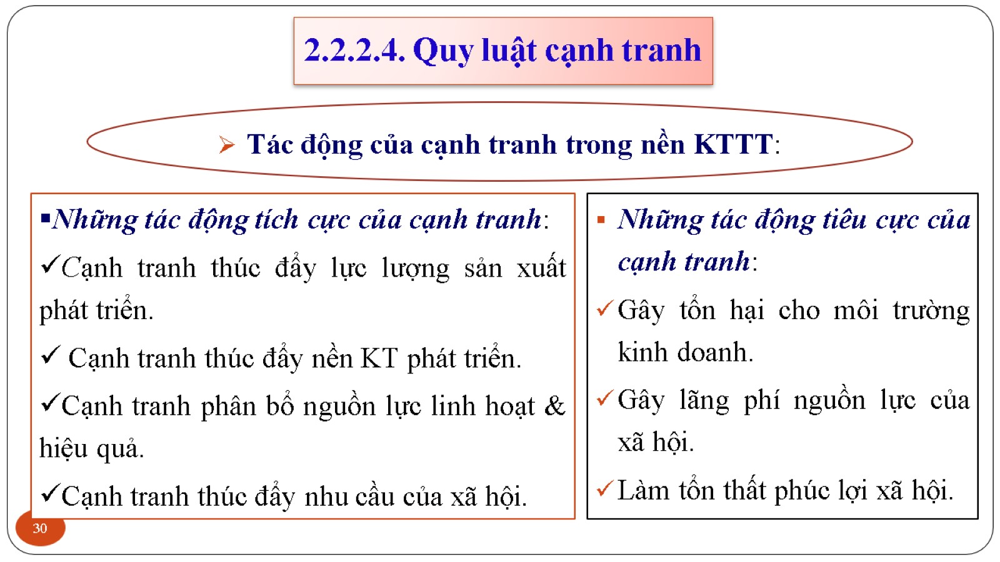 2.2.2.4. Quy luật cạnh tranh
➢ Tác động của cạnh tranh trong nền KTTT:
▪Những tác động tích cực của cạnh tranh:
✓Cạnh tranh thúc đẩy lực lượng sản xuất
phát triển.
✓ Cạnh tranh thúc đẩy nền KT phát triển.
✓Cạnh tranh phân bổ nguồn lực linh hoạt &
hiệu quả.
✓Cạnh tranh thúc đẩy nhu cầu của xã hội.
▪ Những tác động tiêu cực của
cạnh tranh:
✓Gây tổn hại cho môi trường
kinh doanh.
✓Gây lãng phí nguồn lực của
xã hội.
✓Làm tổn thất phúc lợi xã hội.
30